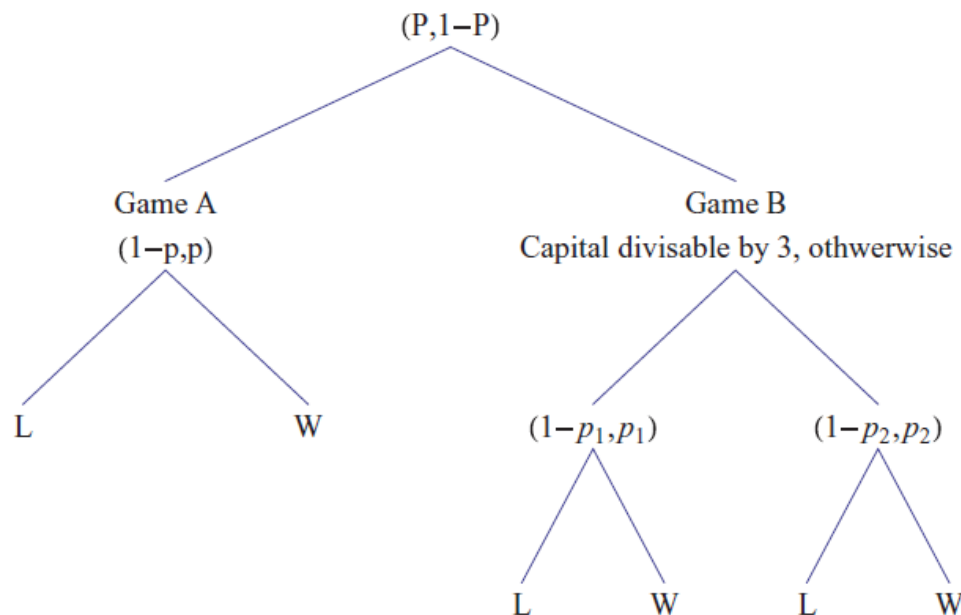 (P,1−P)
Game A
Game B
(1−p,p)
Capital divisable by 3, othwerwise
L
W
(1−p₁,p₁)
(1−p₂,p₂)
L
W
L
W